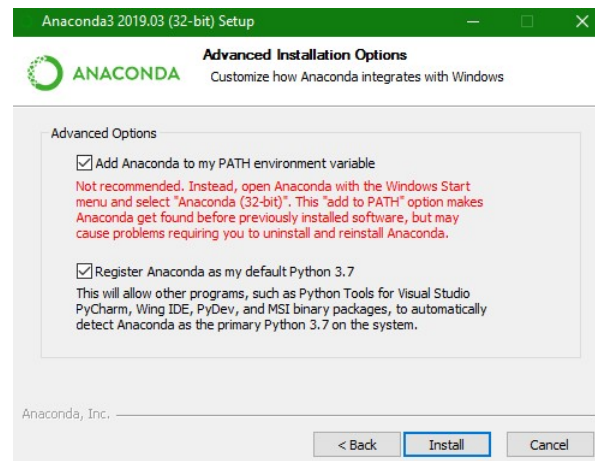 Anaconda3 2019.03 (32-bit) Setup
Advanced Installation Options
Customize how Anaconda integrates with Windows
ANACONDA
Advanced Options
Add Anaconda to my PATH environment variable
Not recommended. Instead, open Anaconda with the Windows Start
menu and select "Anaconda (32-bit)". This "add to PATH" option makes
Anaconda get found before previously installed software, but may
cause problems requiring you to uninstall and reinstall Anaconda.
Register Anaconda as my default Python 3.7
This will allow other programs, such as Python Tools for Visual Studio
PyCharm, Wing IDE, PyDev, and MSI binary packages, to automatically
detect Anaconda as the primary Python 3.7 on the system.
Anaconda, Inc.
< Back
Install
Cancel